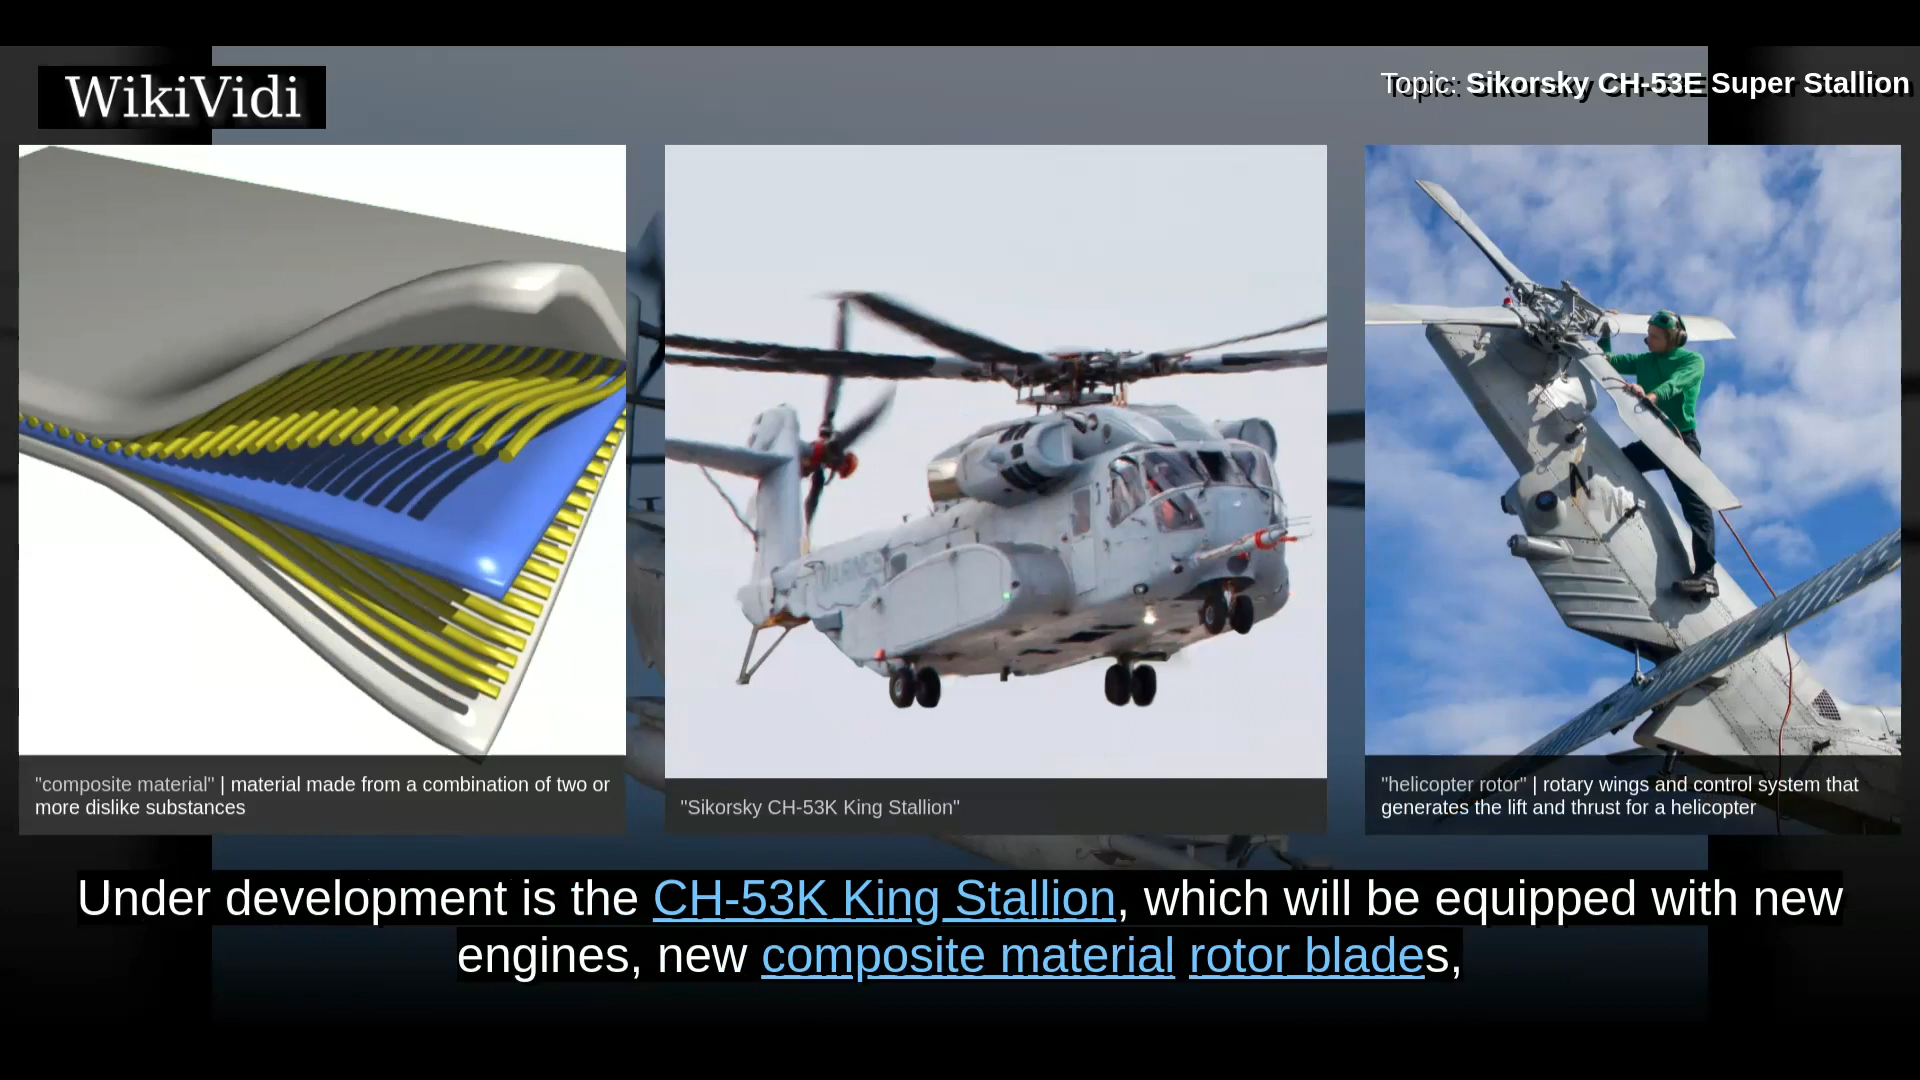 WikiVidi
Topic: Sikorsky CH-53E Super Stallion
"composite material" | material made from a combination of two or
more dislike substances
"Sikorsky CH-53K King Stallion"
N
W
"helicopter rotor" | rotary wings and control system that
generates the lift and thrust for a helicopter
Under development is the CH-53K King Stallion, which will be equipped with new
engines, new composite material rotor blades,